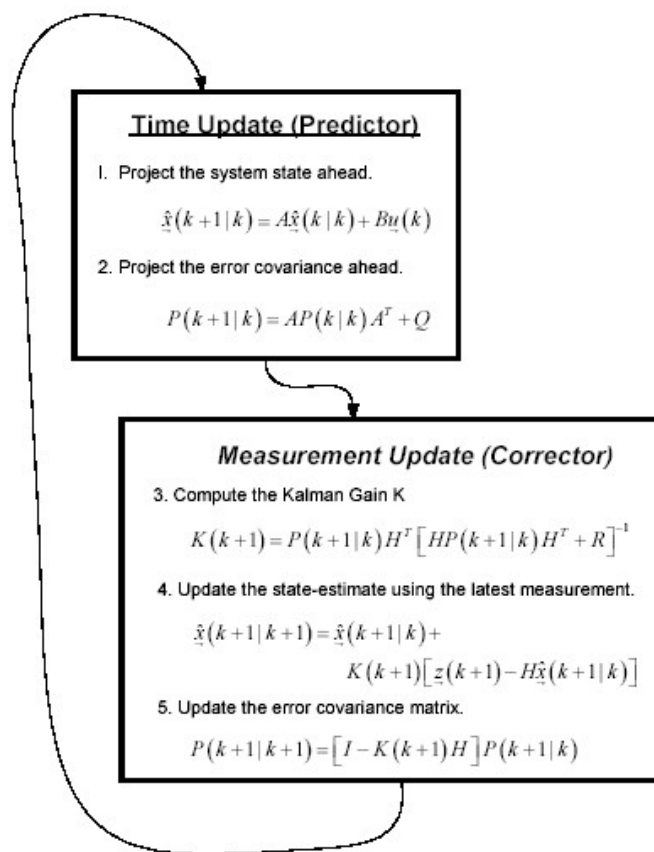 Time Update (Predictor)
I. Project the system state ahead.
x̂(k+1|k) = Ax̂(k|k) + Bu(k)
2. Project the error covariance ahead.
P(k+1|k) = AP(k|k)Aᵀ + Q
Measurement Update (Corrector)
3. Compute the Kalman Gain K
K(k+1) = P(k+1|k)Hᵀ[HP(k+1|k)Hᵀ + R]⁻¹
4. Update the state-estimate using the latest measurement.
x̂(k+1|k+1) = x̂(k+1|k) +
K(k+1)[z(k+1) − Hx̂(k+1|k)]
5. Update the error covariance matrix.
P(k+1|k+1) = [I − K(k+1)H]P(k+1|k)